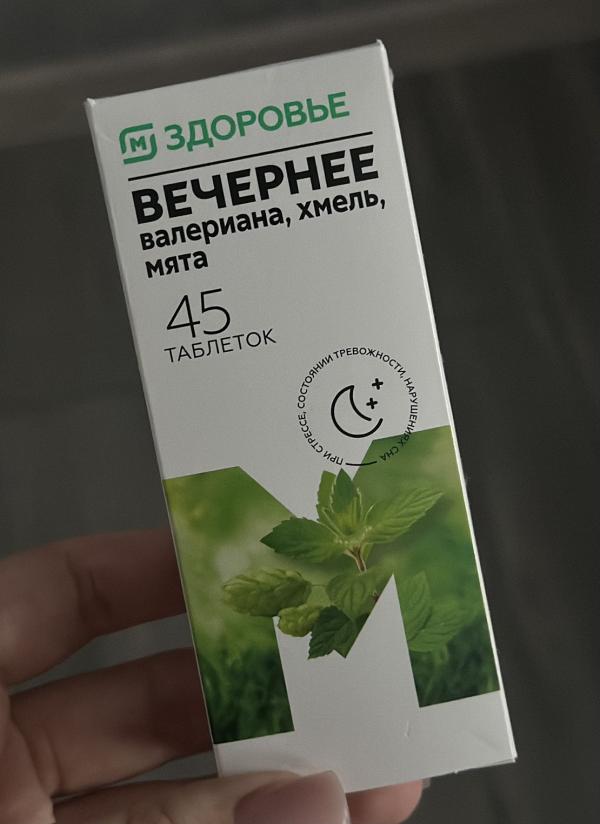 М ЗДОРОВЬЕ
ВЕЧЕРНЕЕ
валериана, хмель,
мята
45
ТАБЛЕТОК
ПРИ СТРЕССЕ, СОСТОЯНИИ ТРЕВОЖНОСТИ, НАРУШЕНИЯХ СНА